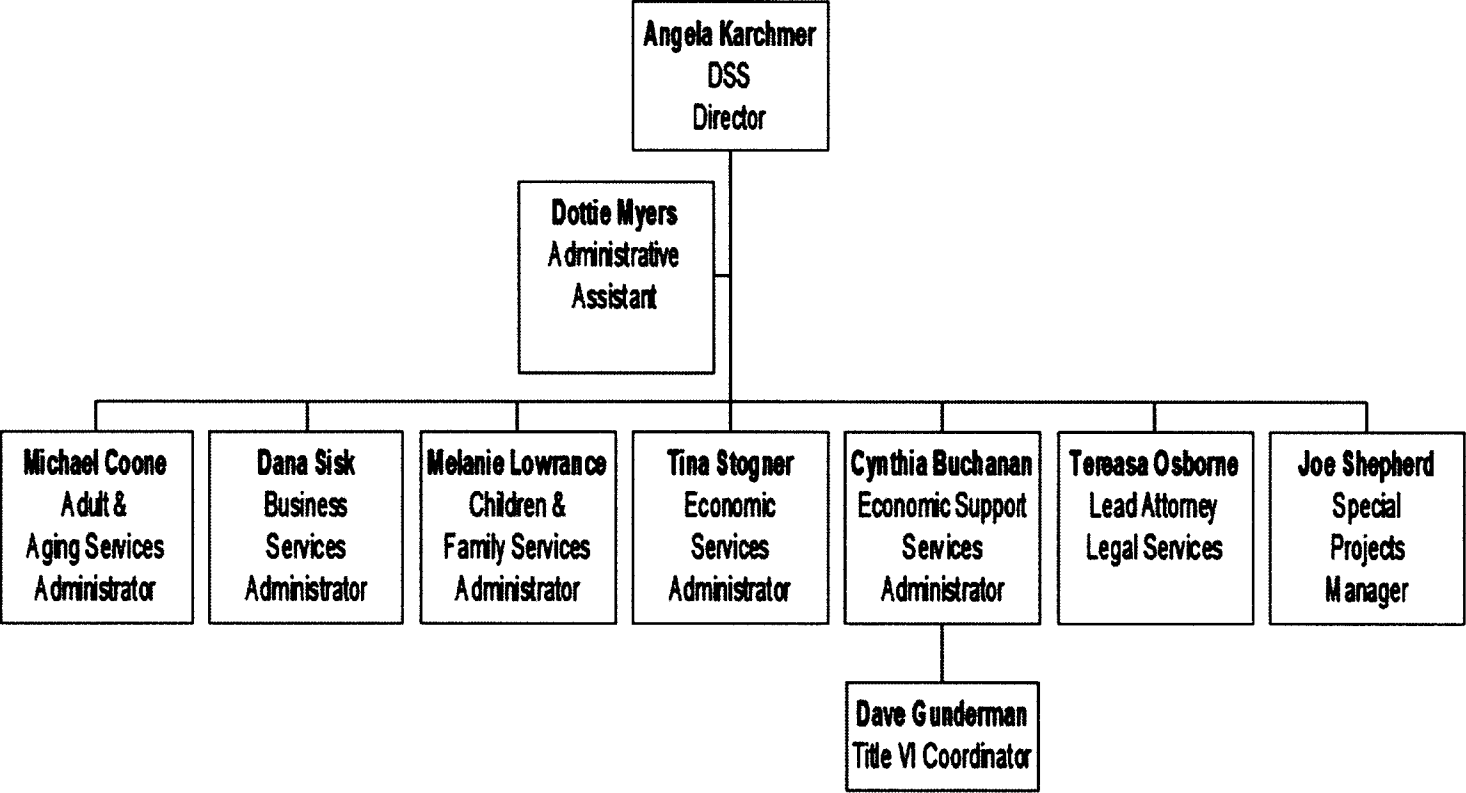 Angela Karchmer
DSS
Director
Dottie Myers
Administrative
Assistant
Michael Coone
Adult &
Aging Services
Administrator
Dana Sisk
Business
Services
Administrator
Melanie Lowrance
Children &
Family Services
Administrator
Tina Stogner
Economic
Services
Administrator
Cynthia Buchanan
Economic Support
Services
Administrator
Tereasa Osborne
Lead Attorney
Legal Services
Joe Shepherd
Special
Projects
Manager
Dave Gunderman
Title VI Coordinator